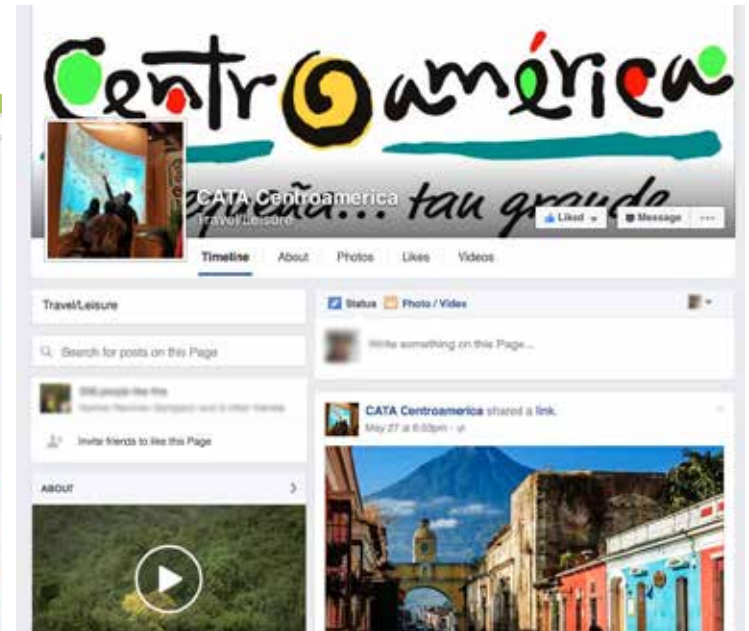 Centroamérica
CATA Centroamerica
Travel/Leisure
... tan grande
Liked
Message
Timeline
About
Photos
Likes
Videos
Travel/Leisure
Search for posts on this Page
Invite friends to like this Page
ABOUT
Status
Photo / Video
Write something on this Page...
CATA Centroamerica shared a link.
May 27 at 6:03pm